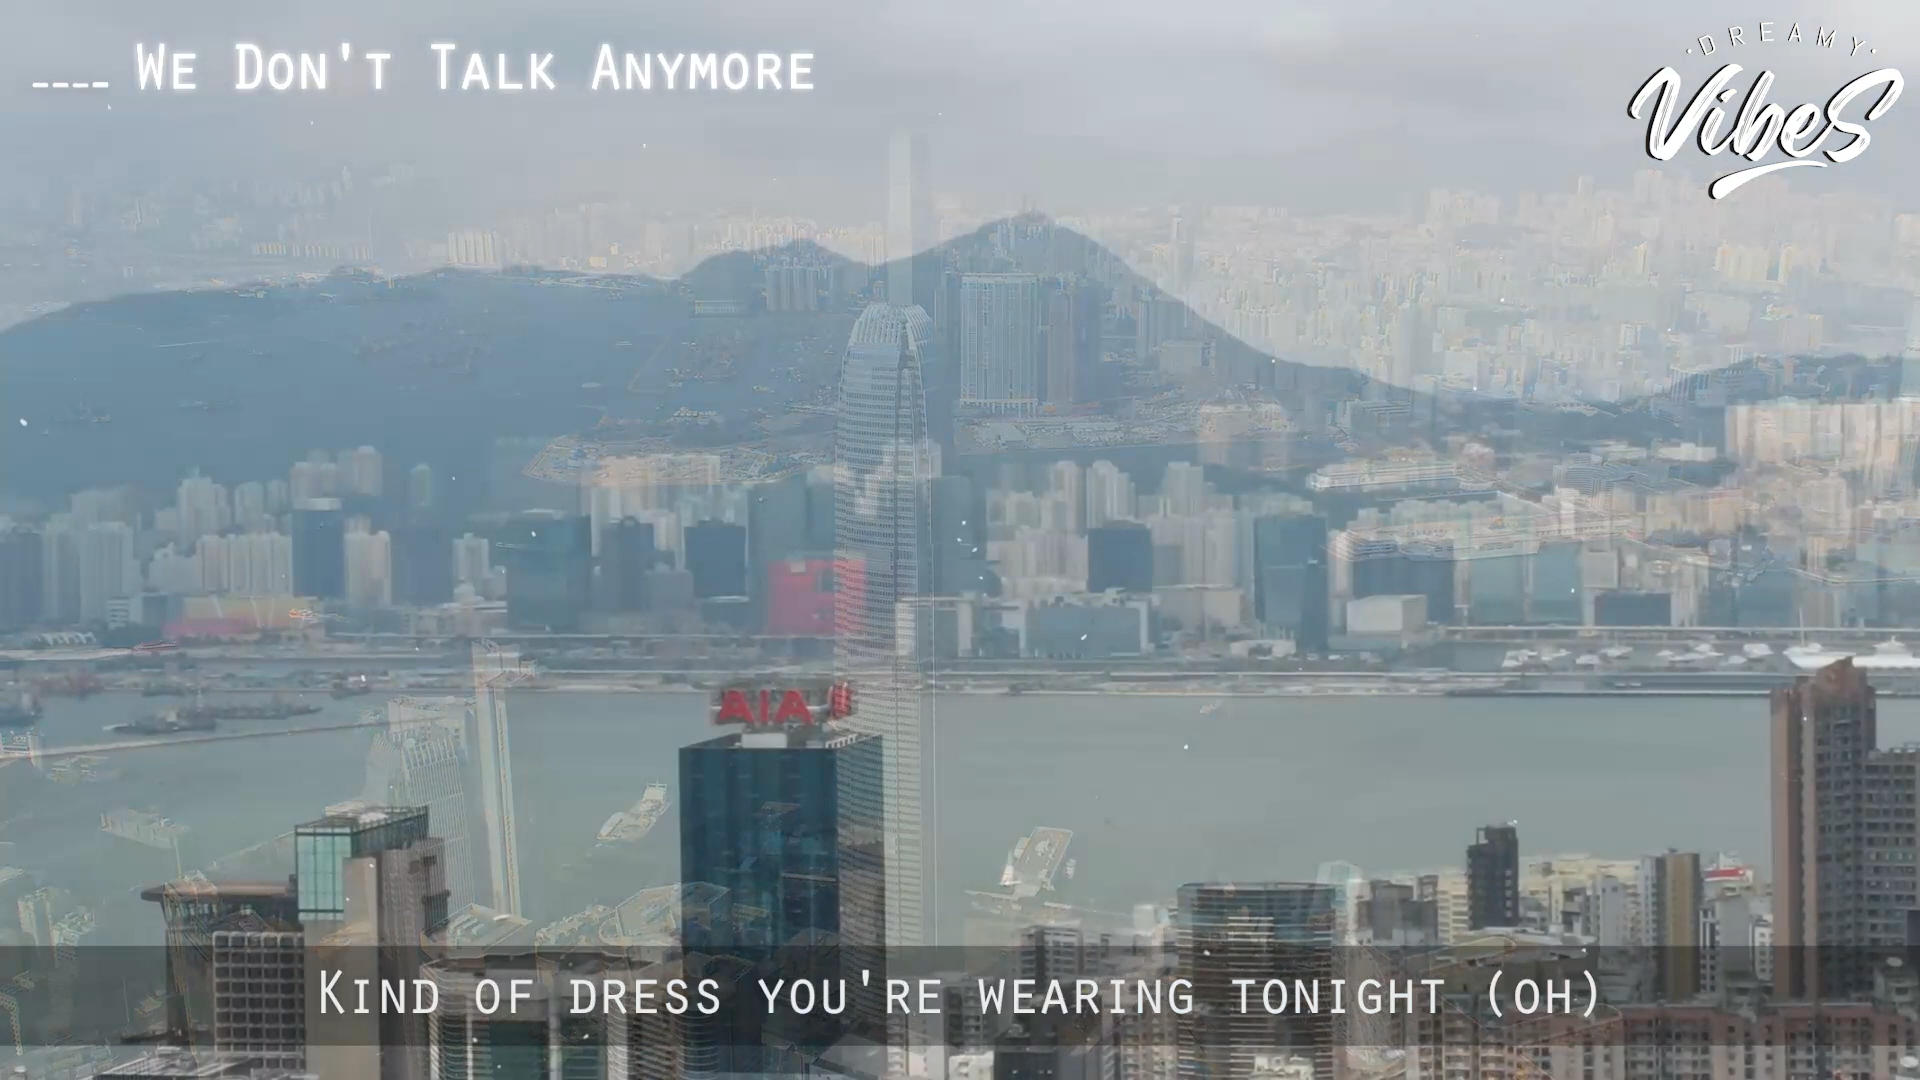 ---- We Don't Talk Anymore
DREAMY
Vibes
AIA
Kind of dress you're wearing tonight (oh)